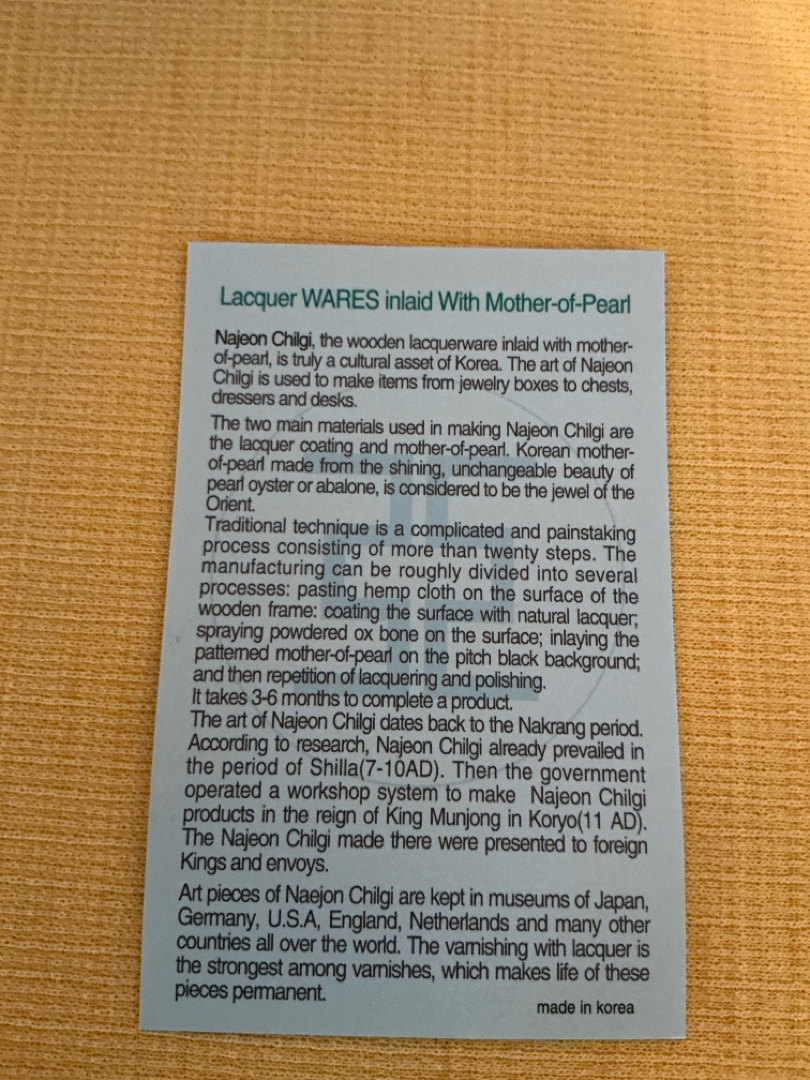 Lacquer WARES inlaid With Mother-of-Pearl
Najeon Chilgi, the wooden lacquerware inlaid with mother-
of-pearl, is truly a cultural asset of Korea. The art of Najeon
Chilgi is used to make items from jewelry boxes to chests,
dressers and desks.
The two main materials used in making Najeon Chilgi are
the lacquer coating and mother-of-pearl. Korean mother-
of-pearl made from the shining, unchangeable beauty of
pearl oyster or abalone, is considered to be the jewel of the
Orient.
Traditional technique is a complicated and painstaking
process consisting of more than twenty steps. The
manufacturing can be roughly divided into several
processes: pasting hemp cloth on the surface of the
wooden frame: coating the surface with natural lacquer;
spraying powdered ox bone on the surface; inlaying the
patterned mother-of-pearl on the pitch black background;
and then repetition of lacquering and polishing.
It takes 3-6 months to complete a product.
The art of Najeon Chilgi dates back to the Nakrang period.
According to research, Najeon Chilgi already prevailed in
the period of Shilla(7-10AD). Then the government
operated a workshop system to make Najeon Chilgi
products in the reign of King Munjong in Koryo(11 AD).
The Najeon Chilgi made there were presented to foreign
Kings and envoys.
Art pieces of Naejon Chilgi are kept in museums of Japan,
Germany, U.S.A, England, Netherlands and many other
countries all over the world. The varnishing with lacquer is
the strongest among varnishes, which makes life of these
pieces permanent.
made in korea